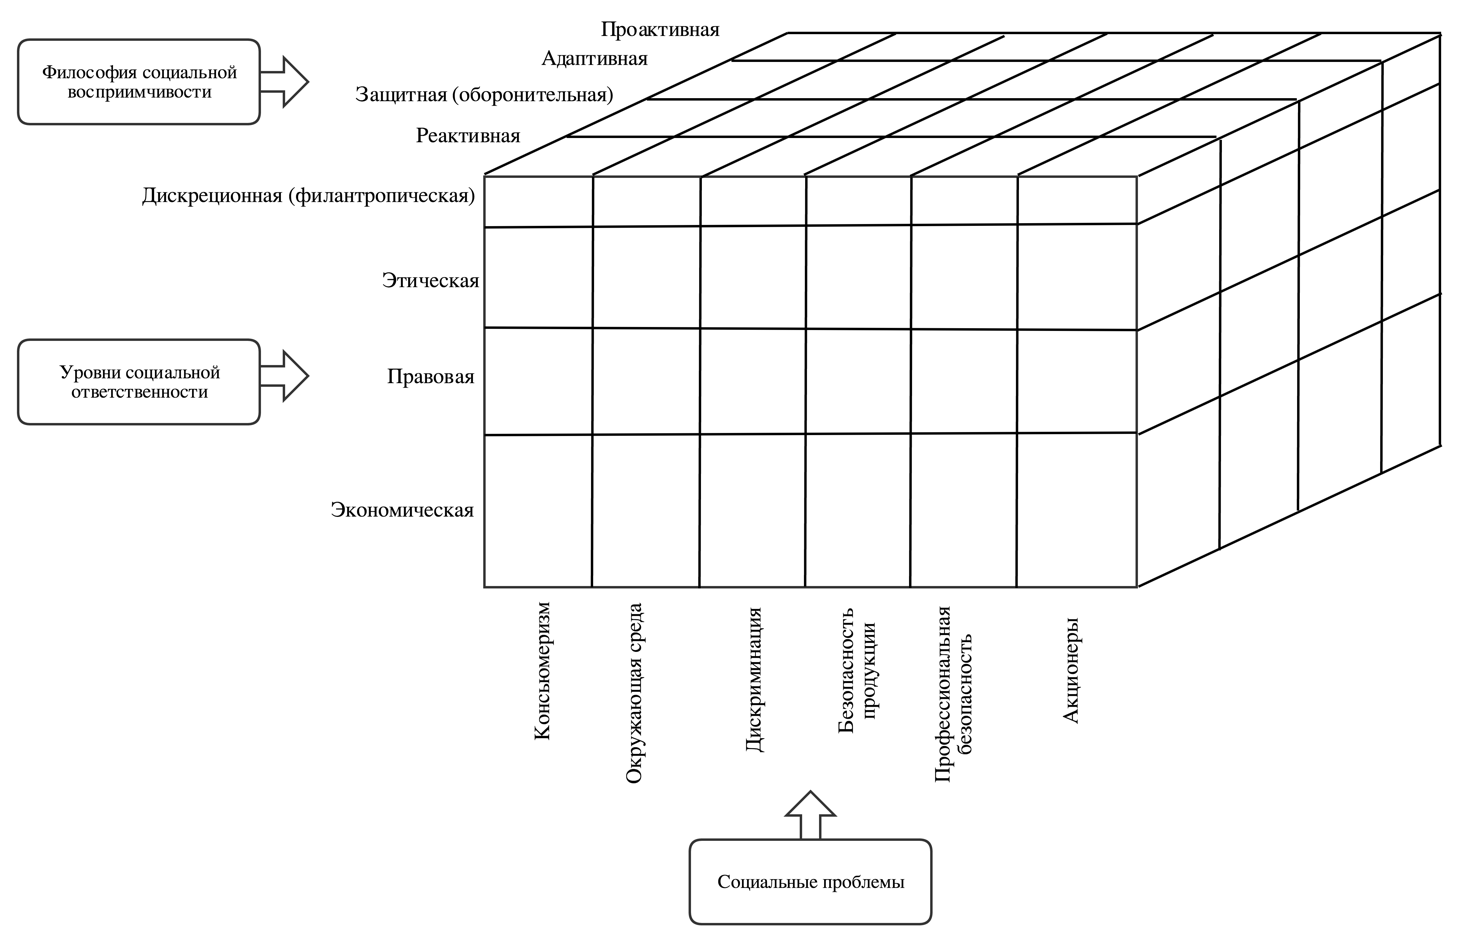 Проактивная
Адаптивная
Философия социальной
восприимчивости
Защитная (оборонительная)
Реактивная
Дискреционная (филантропическая)
Этическая
Уровни социальной
ответственности
Правовая
Экономическая
Консьюмеризм
Окружающая среда
Дискриминация
Безопасность
продукции
Профессиональная
безопасность
Акционеры
Социальные проблемы